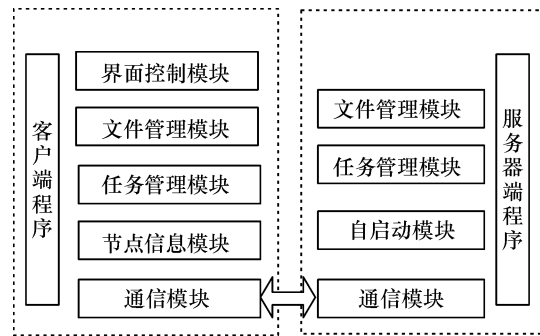 客户端程序
界面控制模块
文件管理模块
任务管理模块
节点信息模块
通信模块
文件管理模块
任务管理模块
自启动模块
通信模块
服务器端程序